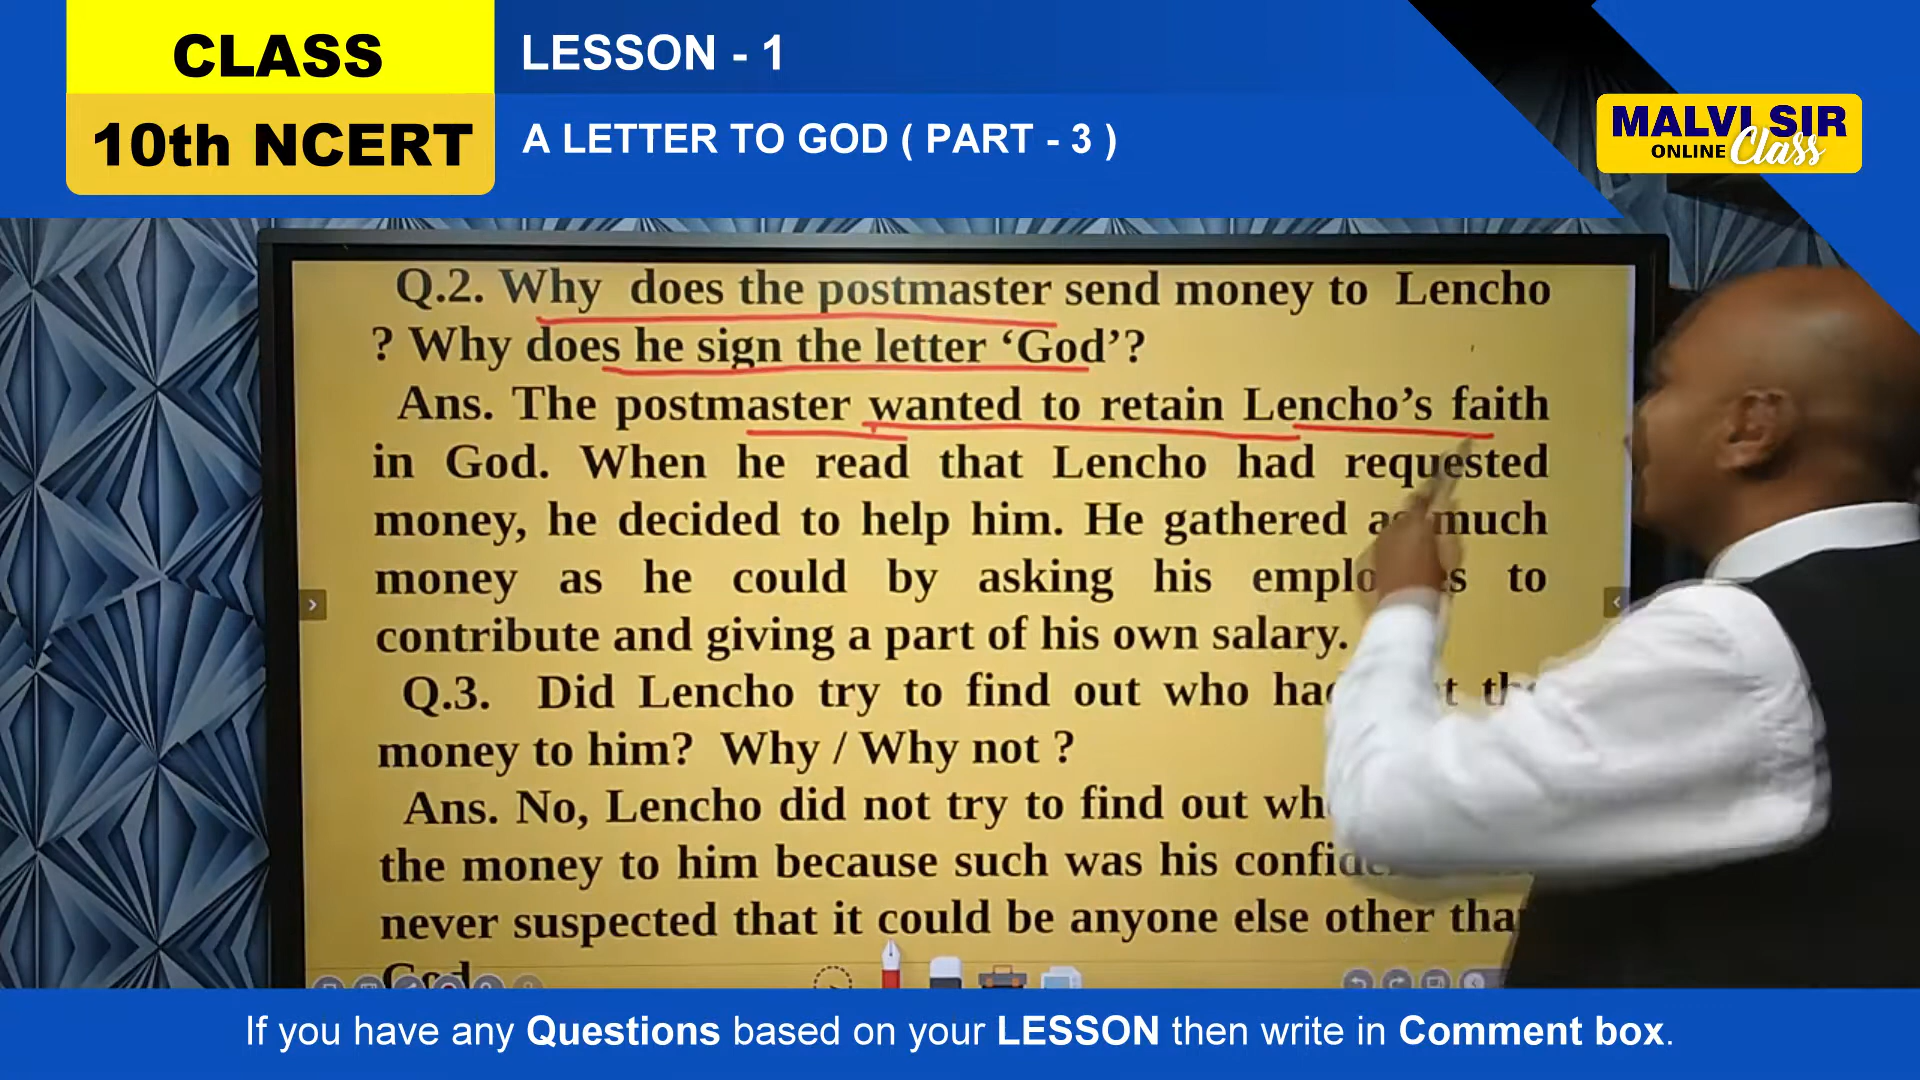 CLASS
10th NCERT
LESSON - 1
A LETTER TO GOD ( PART - 3 )
MALVI SIR
ONLINE Class
Q.2. Why does the postmaster send money to Lencho
? Why does he sign the letter ‘God’?
Ans. The postmaster wanted to retain Lencho’s faith
in God. When he read that Lencho had requested
money, he decided to help him. He gathered as much
money as he could by asking his
contribute and giving a part of his own salary.
Q.3. Did Lencho try to find out who
money to him? Why / Why not ?
Ans. No, Lencho did not try to find out
the money to him because such was his
never suspected that it could be anyone else other than
God
If you have any Questions based on your LESSON then write in Comment box.